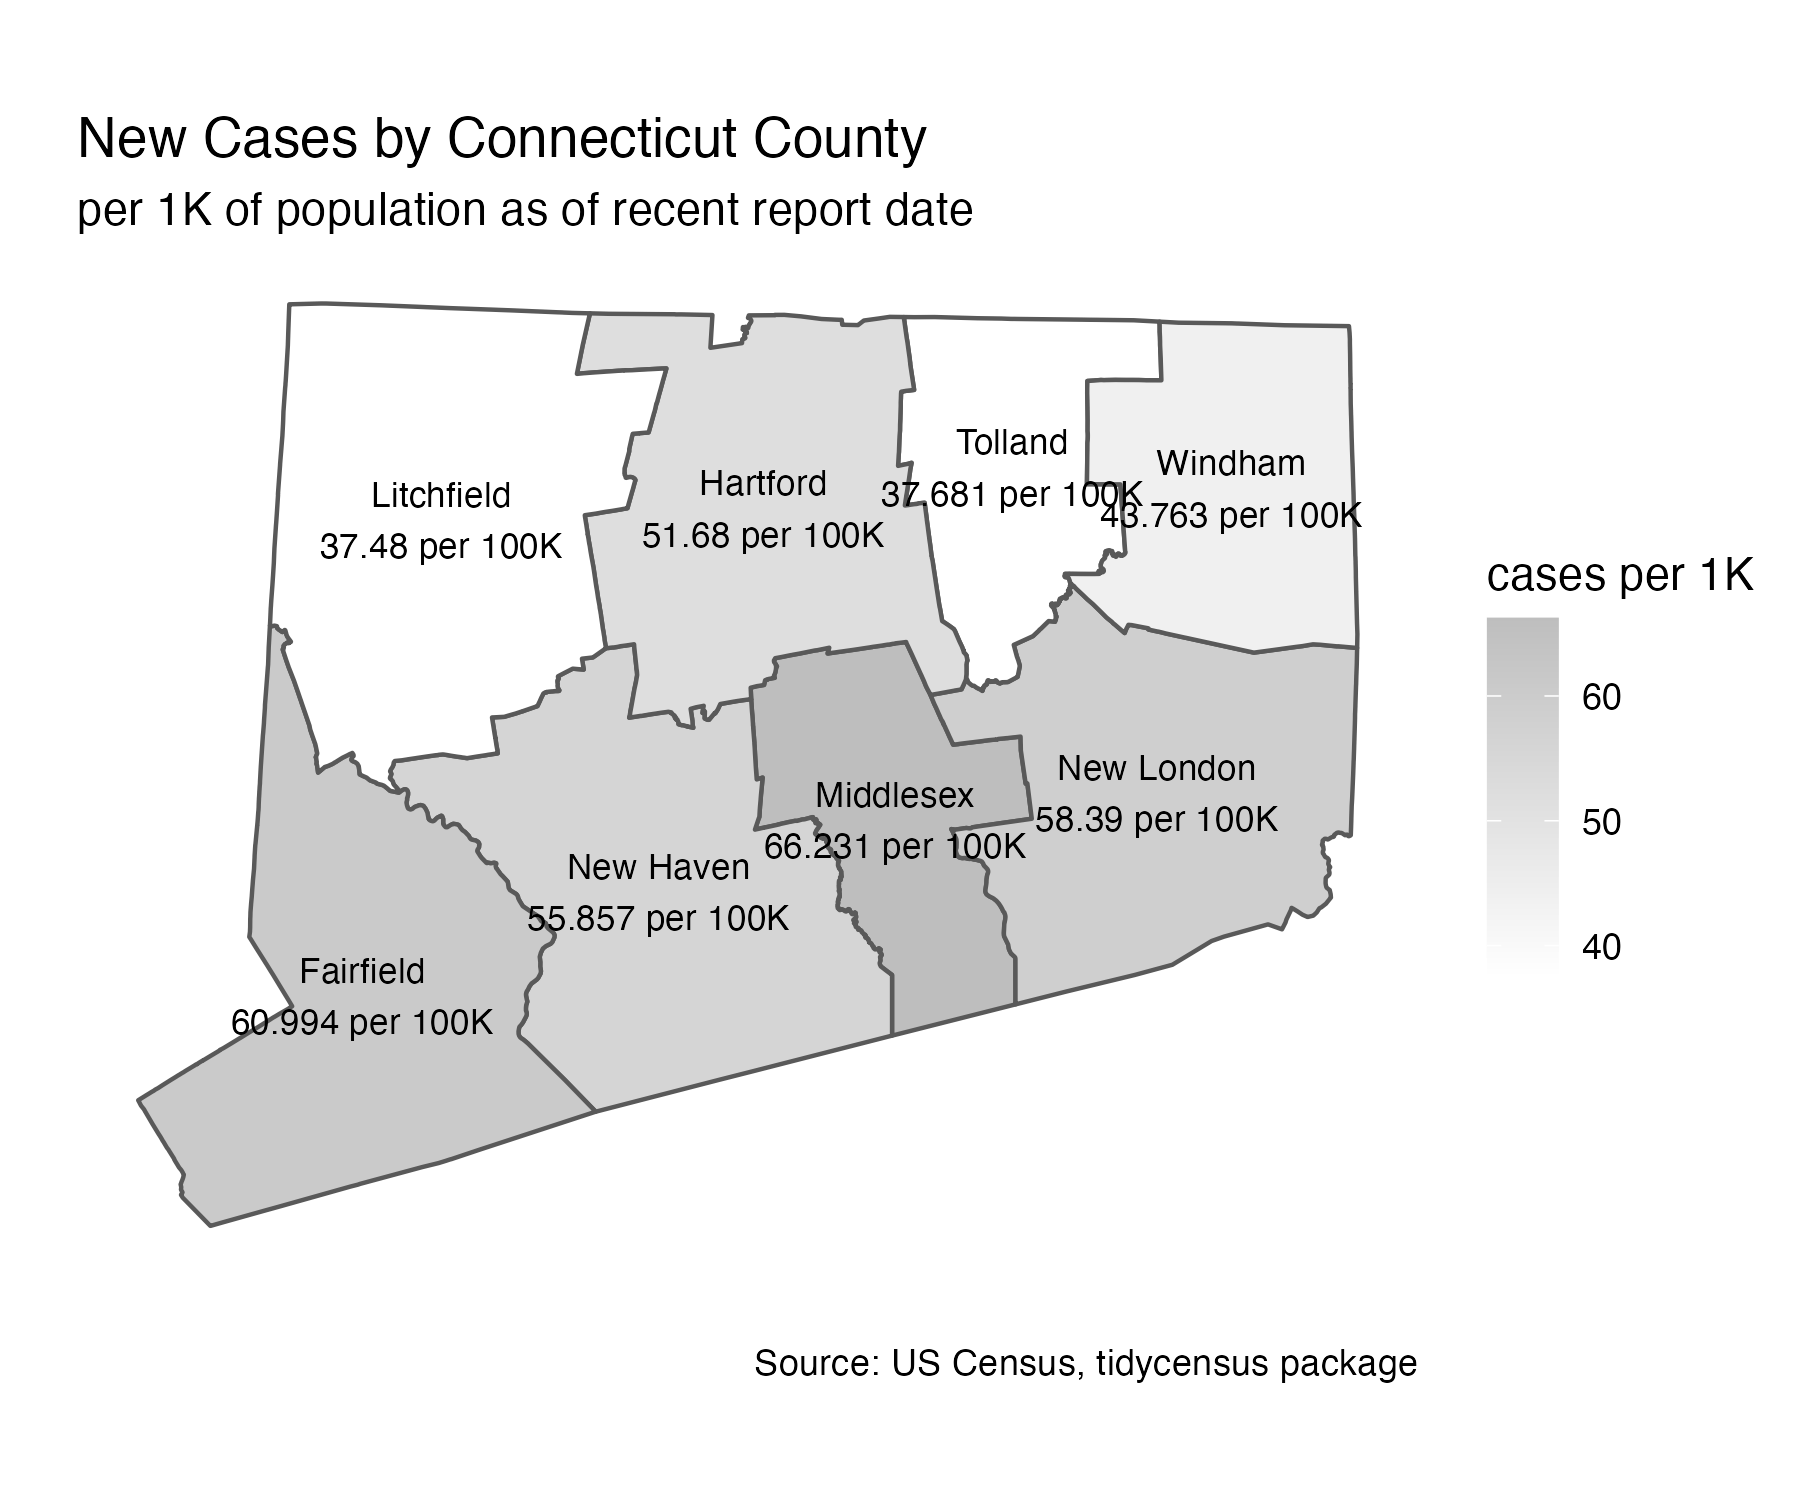 New Cases by Connecticut County
per 1K of population as of recent report date
Litchfield
37.48 per 100K
Hartford
51.68 per 100K
Tolland
37.681 per 100K
Windham
43.763 per 100K
New London
58.39 per 100K
Middlesex
66.231 per 100K
New Haven
55.857 per 100K
Fairfield
60.994 per 100K
cases per 1K
60
50
40
Source: US Census, tidycensus package